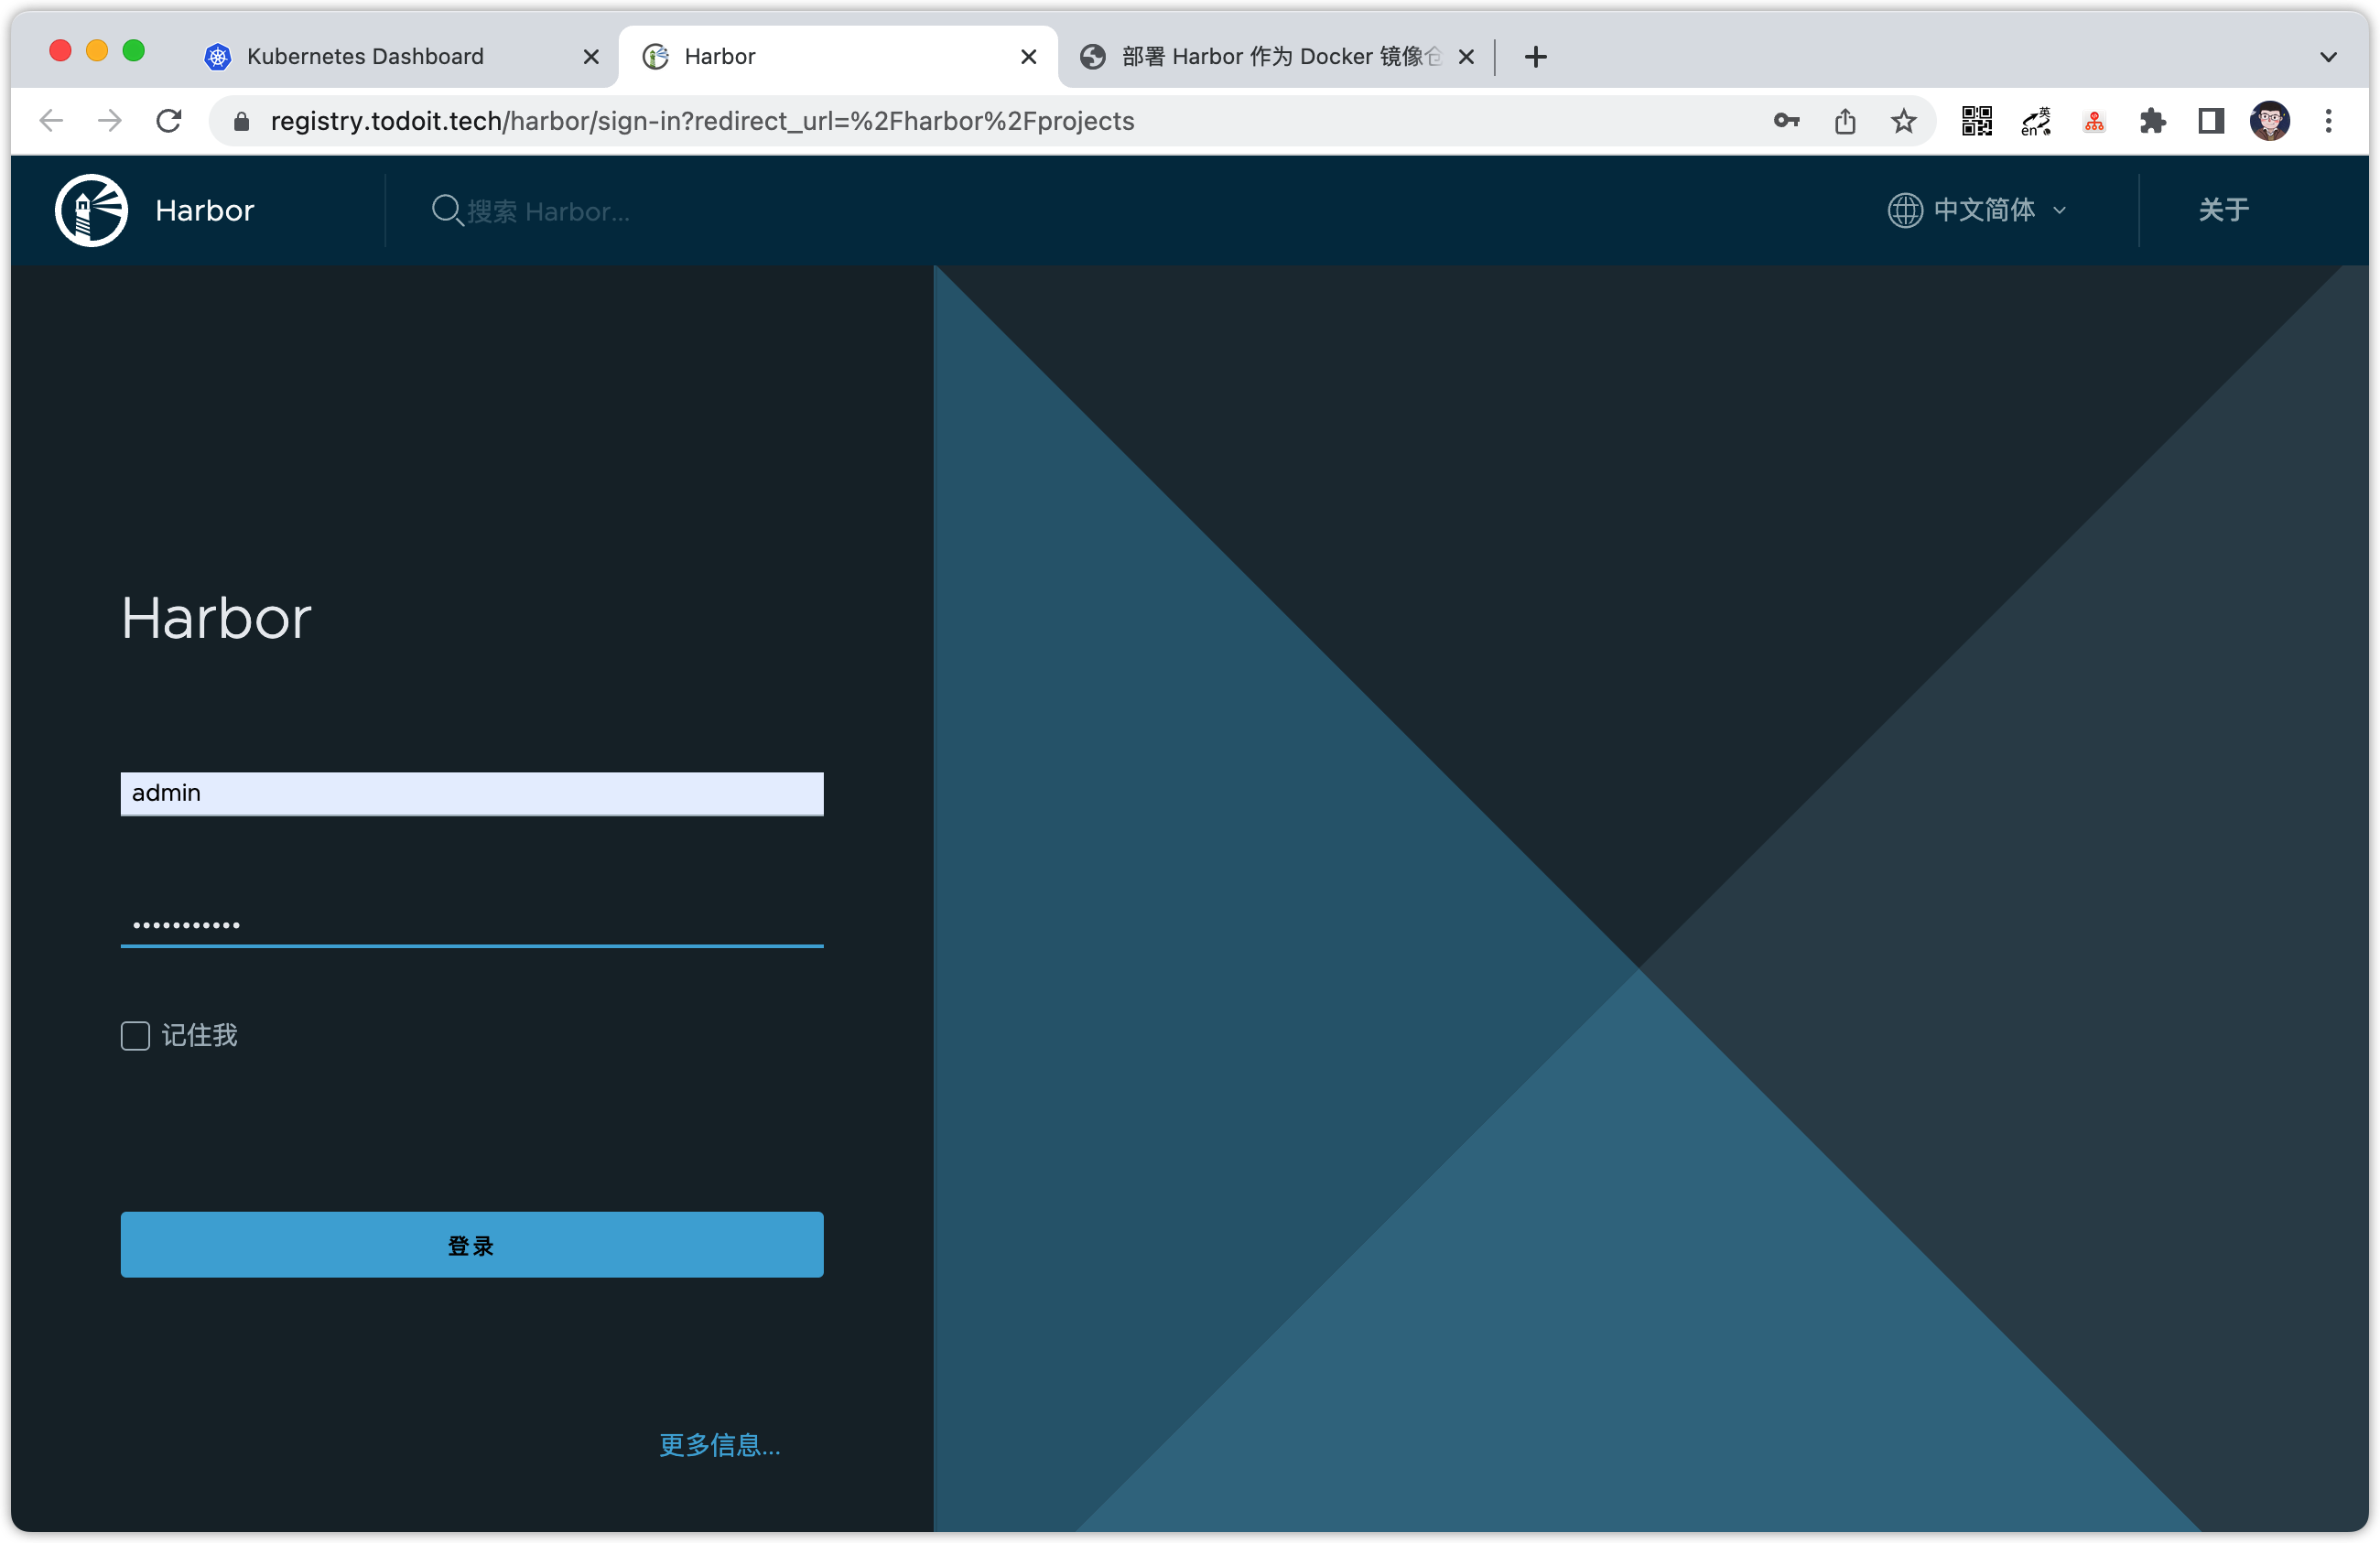 Kubernetes Dashboard
Harbor
部署 Harbor 作为 Docker 镜像仓
registry.todoit.tech/harbor/sign-in?redirect_url=%2Fharbor%2Fprojects
英
en
Harbor
搜索 Harbor...
中文简体
关于
Harbor
admin
•••••••••••
记住我
登录
更多信息...